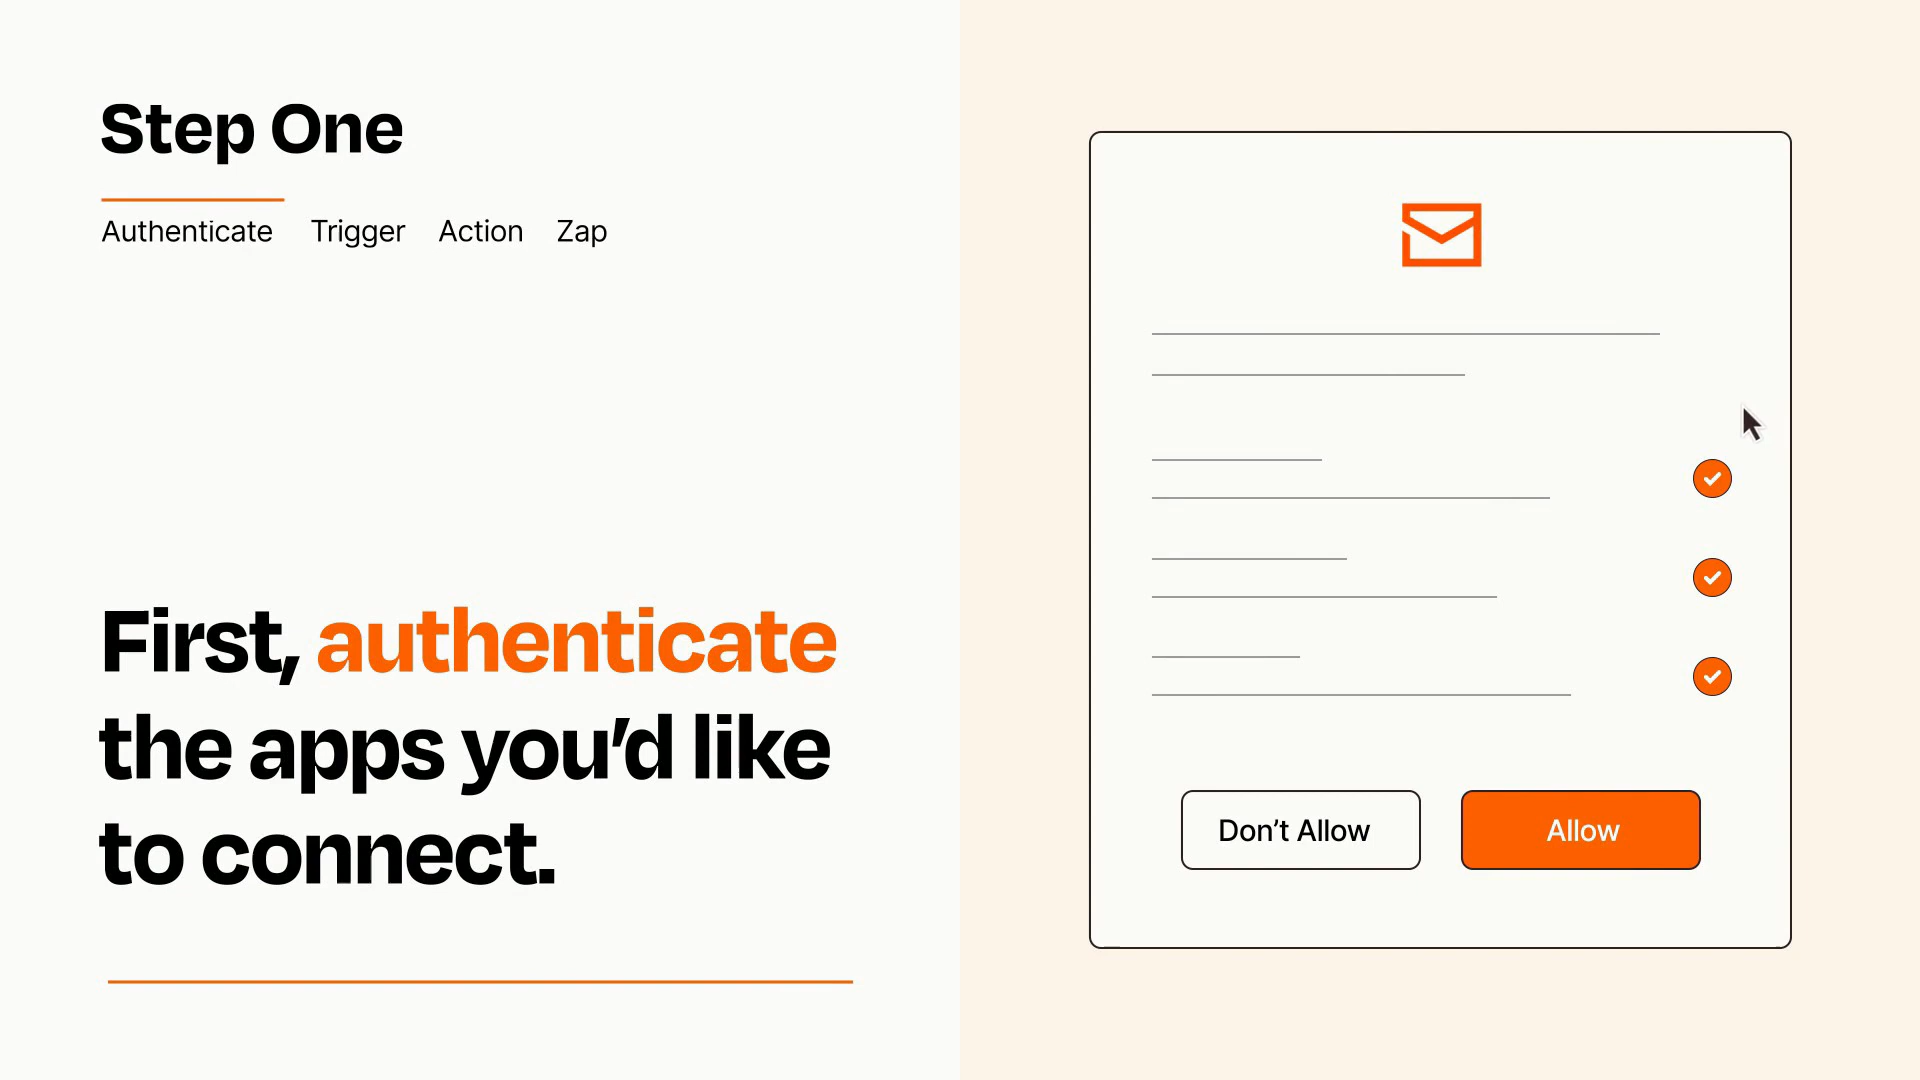 Step One
Authenticate Trigger Action Zap
First, authenticate
the apps you’d like
to connect.
Don’t Allow Allow